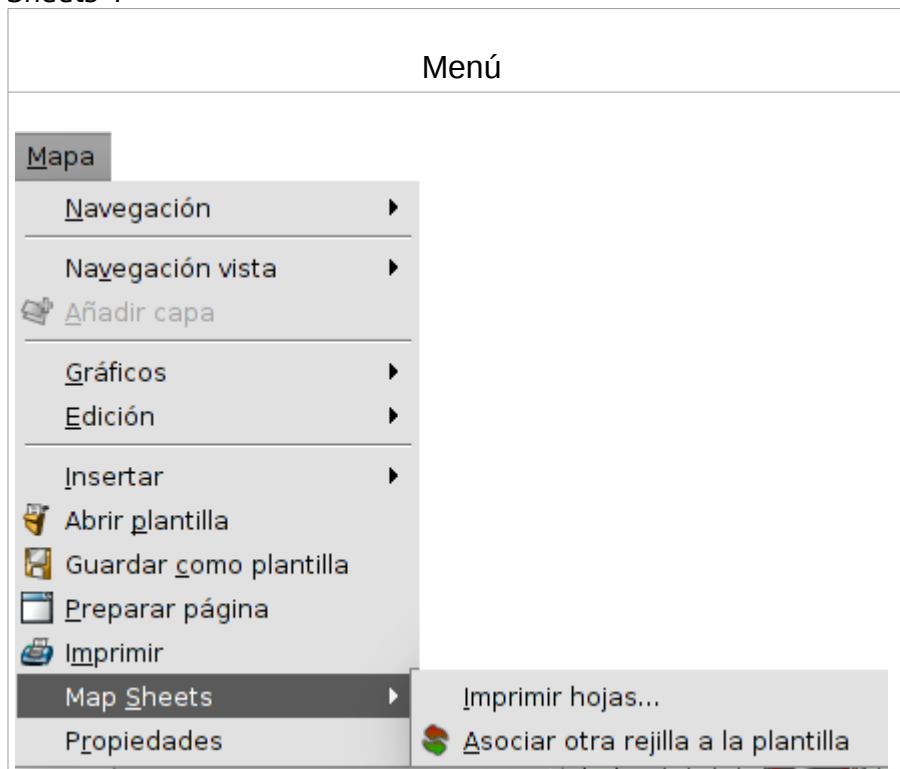 Sheets".
Menú
Mapa
Navegación
Navegación vista
Añadir capa
Gráficos
Edición
Insertar
Abrir plantilla
Guardar como plantilla
Preparar página
Imprimir
Map Sheets
Imprimir hojas...
Propiedades
Asociar otra rejilla a la plantilla